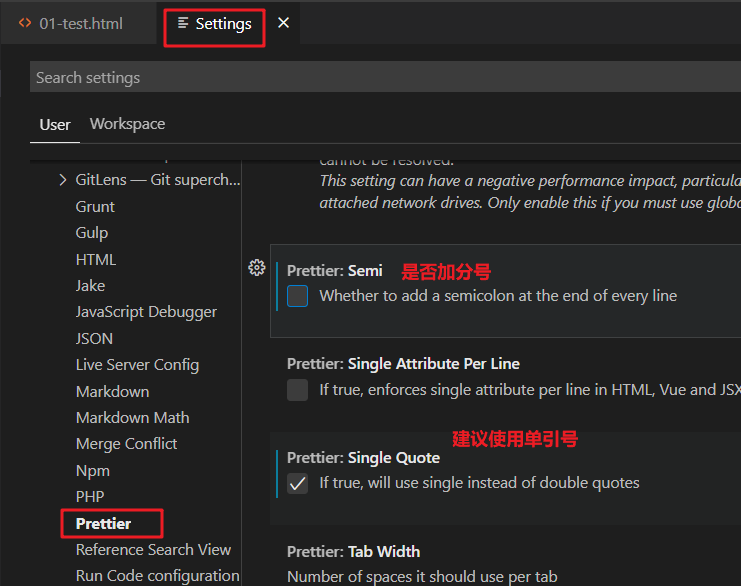 01-test.html
Settings
Search settings
User Workspace
GitLens — Git superch...
Grunt
Gulp
HTML
Jake
JavaScript Debugger
JSON
Live Server Config
Markdown
Markdown Math
Merge Conflict
Npm
PHP
Prettier
Reference Search View
Run Code configuration
cannot be resolved.
This setting can have a negative performance impact, particula
attached network drives. Only enable this if you must use globa
Prettier: Semi 是否加分号
Whether to add a semicolon at the end of every line
Prettier: Single Attribute Per Line
If true, enforces single attribute per line in HTML, Vue and JSX
建议使用单引号
Prettier: Single Quote
If true, will use single instead of double quotes
Prettier: Tab Width
Number of spaces it should use per tab